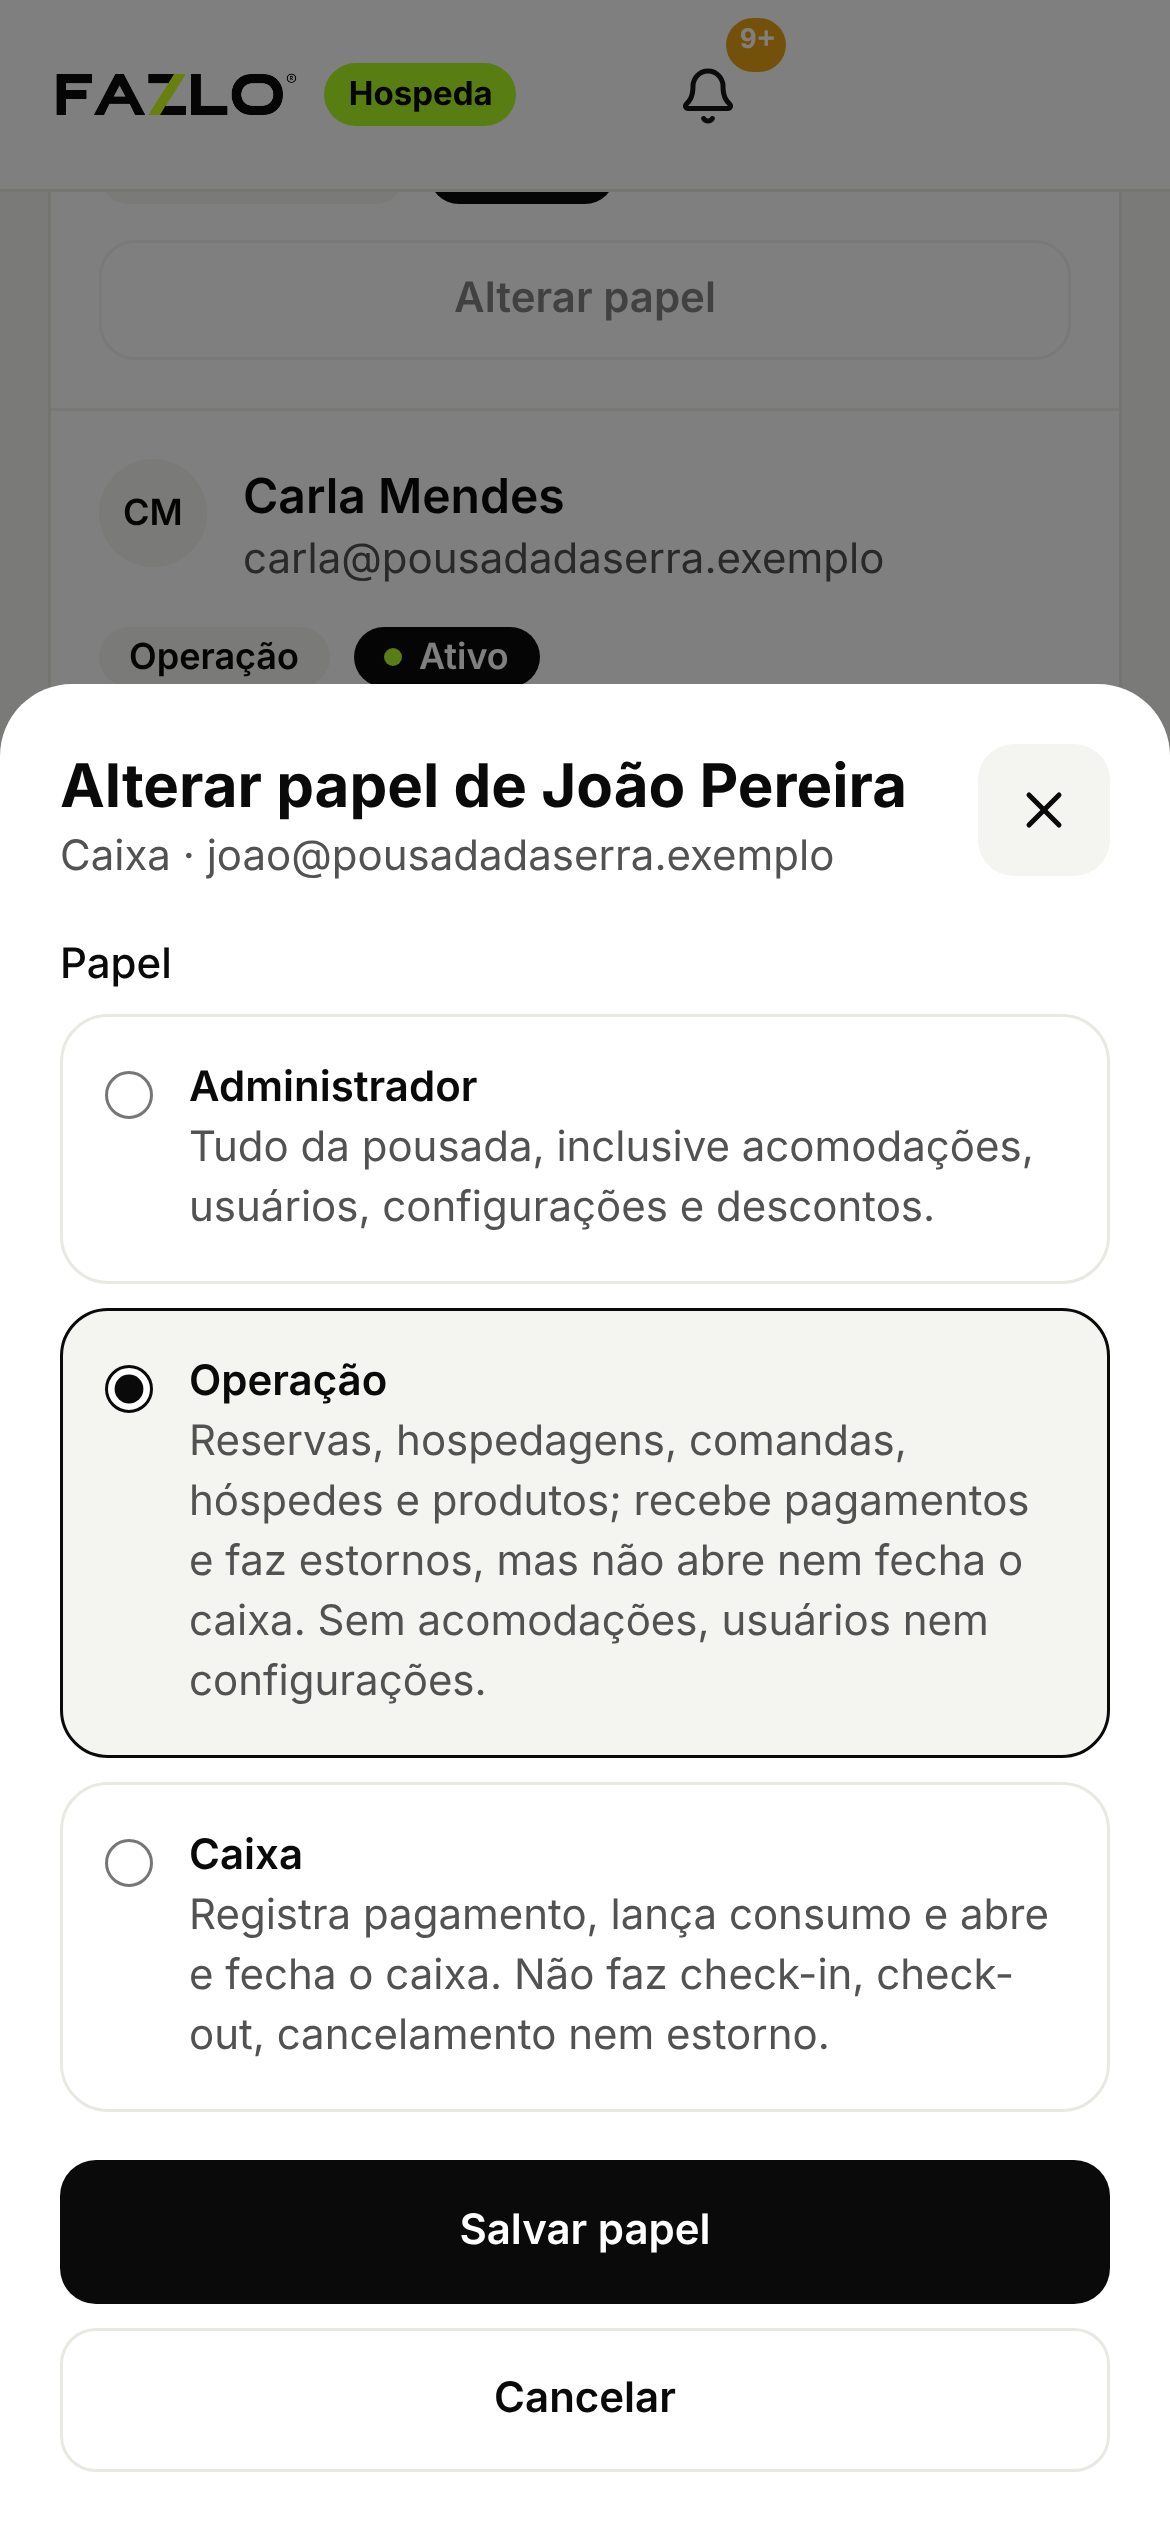 FAZLO®
Hospeda
9+
Alterar papel
CM
Carla Mendes
carla@pousadadaserra.exemplo
Operação
Ativo
Alterar papel de João Pereira
Caixa · joao@pousadadaserra.exemplo
Papel
Administrador
Tudo da pousada, inclusive acomodações,
usuários, configurações e descontos.
Operação
Reservas, hospedagens, comandas,
hóspedes e produtos; recebe pagamentos
e faz estornos, mas não abre nem fecha o
caixa. Sem acomodações, usuários nem
configurações.
Caixa
Registra pagamento, lança consumo e abre
e fecha o caixa. Não faz check-in, check-
out, cancelamento nem estorno.
Salvar papel
Cancelar